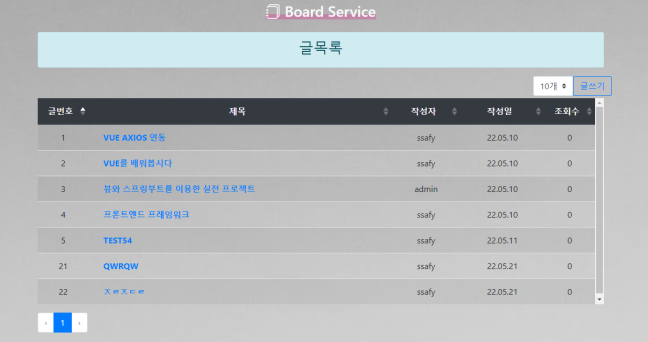 Board Service
글목록
10개 글쓰기
글번호 제목 작성자 작성일 조회수
1 VUE AXIOS 연동 ssafy 22.05.10 0
2 VUE를 배워봅시다 ssafy 22.05.10 0
3 뷰와 스프링부트를 이용한 실전 프로젝트 admin 22.05.10 0
4 프론트엔드 프레임워크 ssafy 22.05.10 0
5 TEST54 ssafy 22.05.11 0
21 QWRQW ssafy 22.05.21 0
22 ssafy 22.05.21 0
‹ 1 ›